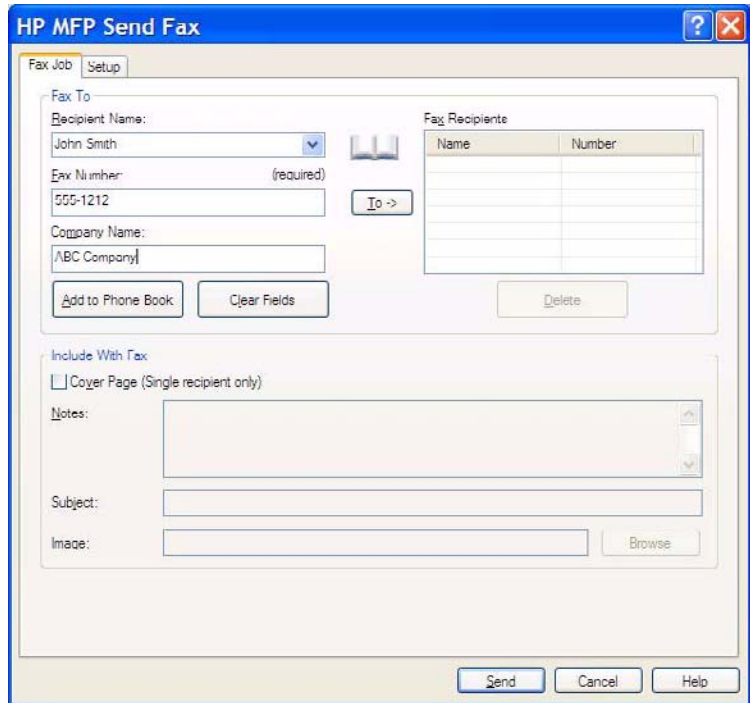 HP MFP Send Fax
Fax Job Setup
Fax To
Recipient Name:
John Smith
Fax Number: (required)
555-1212
Company Name:
ABC Company
Add to Phone Book Clear Fields
To ->
Fax Recipients
Name Number
Delete
Include With Fax
Cover Page (Single recipient only)
Notes:
Subject:
Image:
Browse
Send Cancel Help